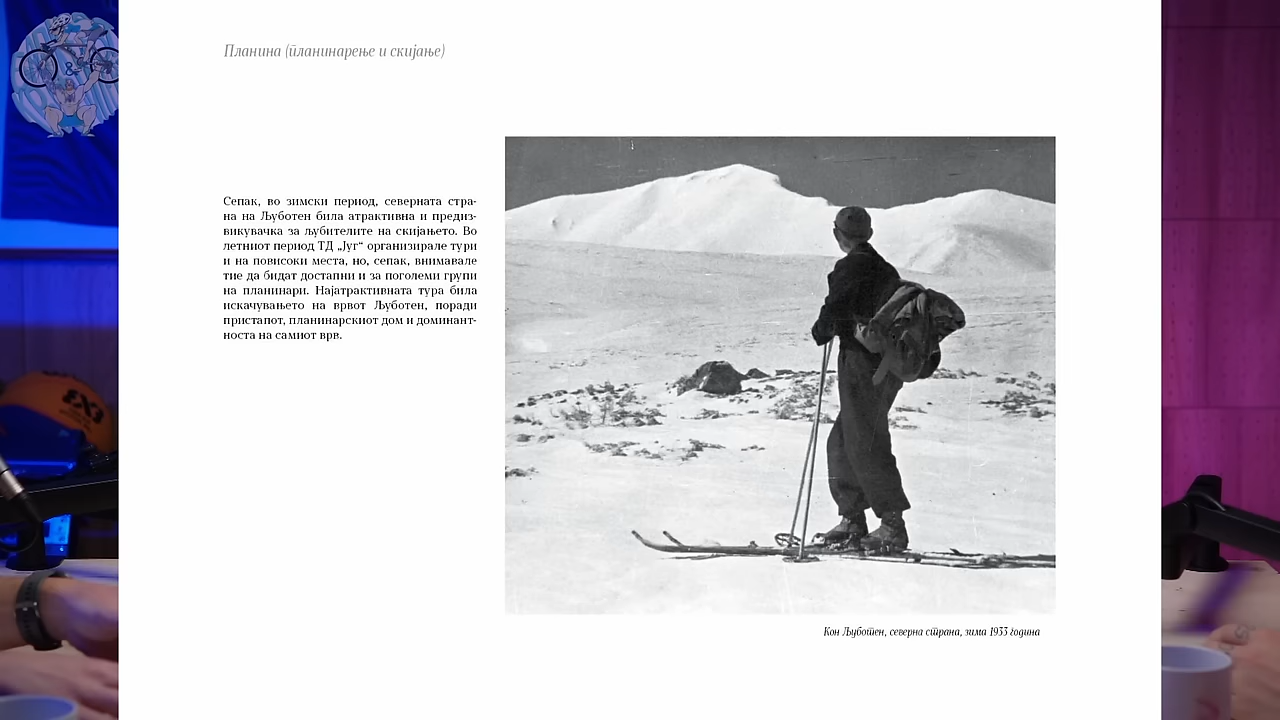 Планина (планинарење и скијање)
Сепак, во зимски период, северната стра-
на на Љуботен била атрактивна и предиз-
викувачка за љубителите на скијањето. Во
летниот период ТД „Југ“ организирале тури
и на повисоки места, но, сепак, внимавале
тие да бидат достапни и за поголеми групи
на планинари. Најатрактивната тура била
искачувањето на врвот Љуботен, поради
пристапот, планинарскиот дом и доминант-
носта на самиот врв.
Кон Љуботен, северна страна, зима 1933 година